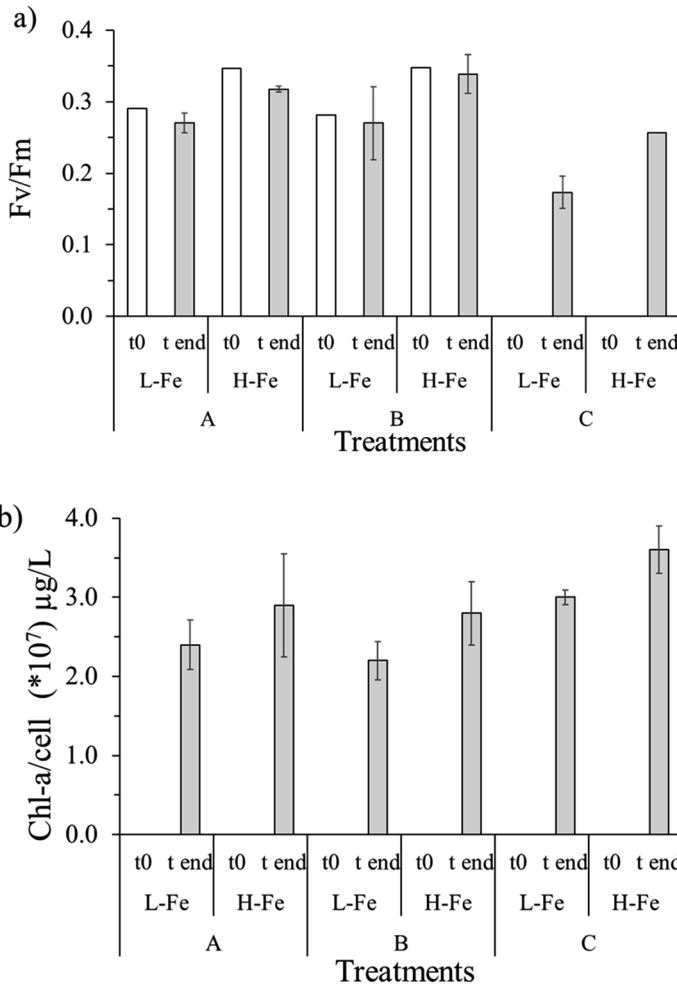 a)
0.4
0.3
0.2
0.1
0.0
Fv/Fm
t0 t end t0 t end t0 t end t0 t end t0 t end t0 t end
L-Fe H-Fe L-Fe H-Fe L-Fe H-Fe
A B C
Treatments
b)
4.0
3.0
2.0
1.0
0.0
Chl-a/cell (*10⁷) µg/L
t0 t end t0 t end t0 t end t0 t end t0 t end t0 t end
L-Fe H-Fe L-Fe H-Fe L-Fe H-Fe
A B C
Treatments